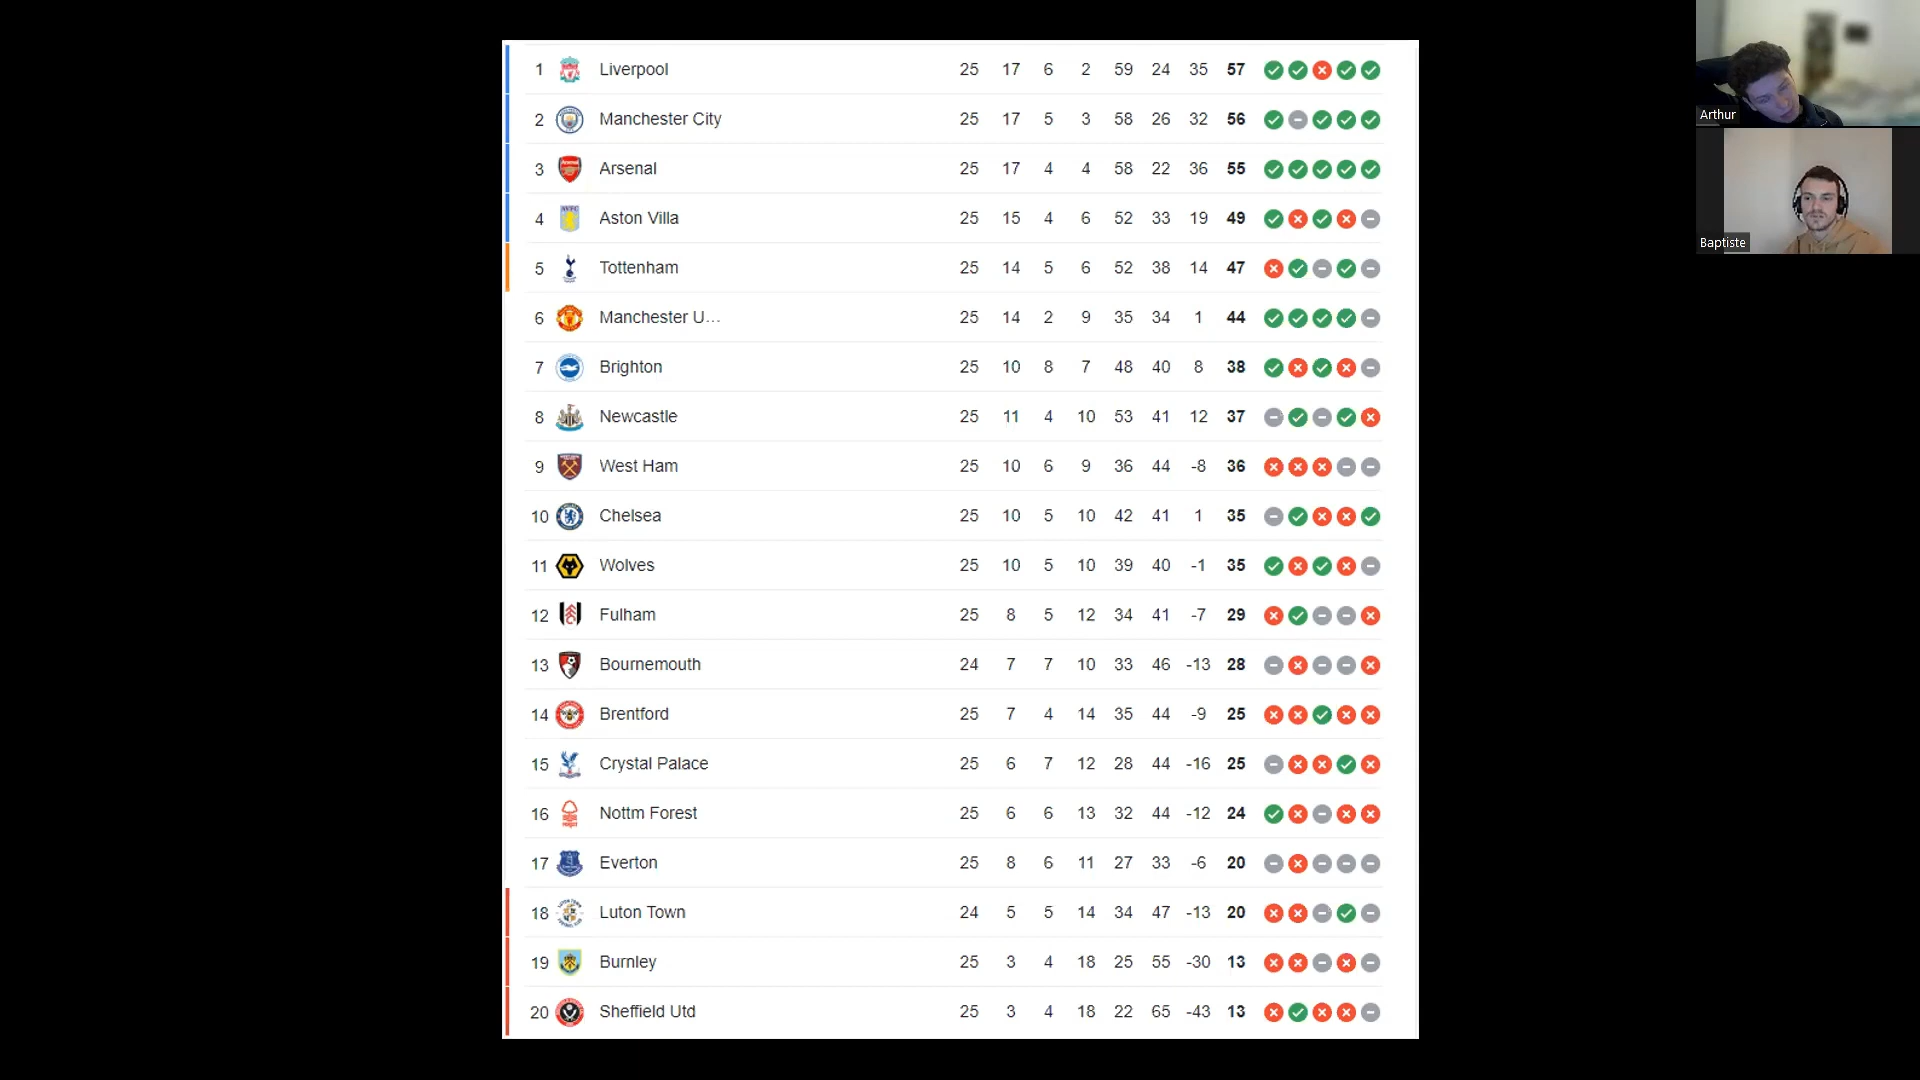 1 Liverpool 25 17 6 2 59 24 35 57
2 Manchester City 25 17 5 3 58 26 32 56
3 Arsenal 25 17 4 4 58 22 36 55
4 Aston Villa 25 15 4 6 52 33 19 49
5 Tottenham 25 14 5 6 52 38 14 47
6 Manchester U... 25 14 2 9 35 34 1 44
7 Brighton 25 10 8 7 48 40 8 38
8 Newcastle 25 11 4 10 53 41 12 37
9 West Ham 25 10 6 9 36 44 -8 36
10 Chelsea 25 10 5 10 42 41 1 35
11 Wolves 25 10 5 10 39 40 -1 35
12 Fulham 25 8 5 12 34 41 -7 29
13 Bournemouth 24 7 7 10 33 46 -13 28
14 Brentford 25 7 4 14 35 44 -9 25
15 Crystal Palace 25 6 7 12 28 44 -16 25
16 Nottm Forest 25 6 6 13 32 44 -12 24
17 Everton 25 8 6 11 27 33 -6 20
18 Luton Town 24 5 5 14 34 47 -13 20
19 Burnley 25 3 4 18 25 55 -30 13
20 Sheffield Utd 25 3 4 18 22 65 -43 13
Arthur
Baptiste